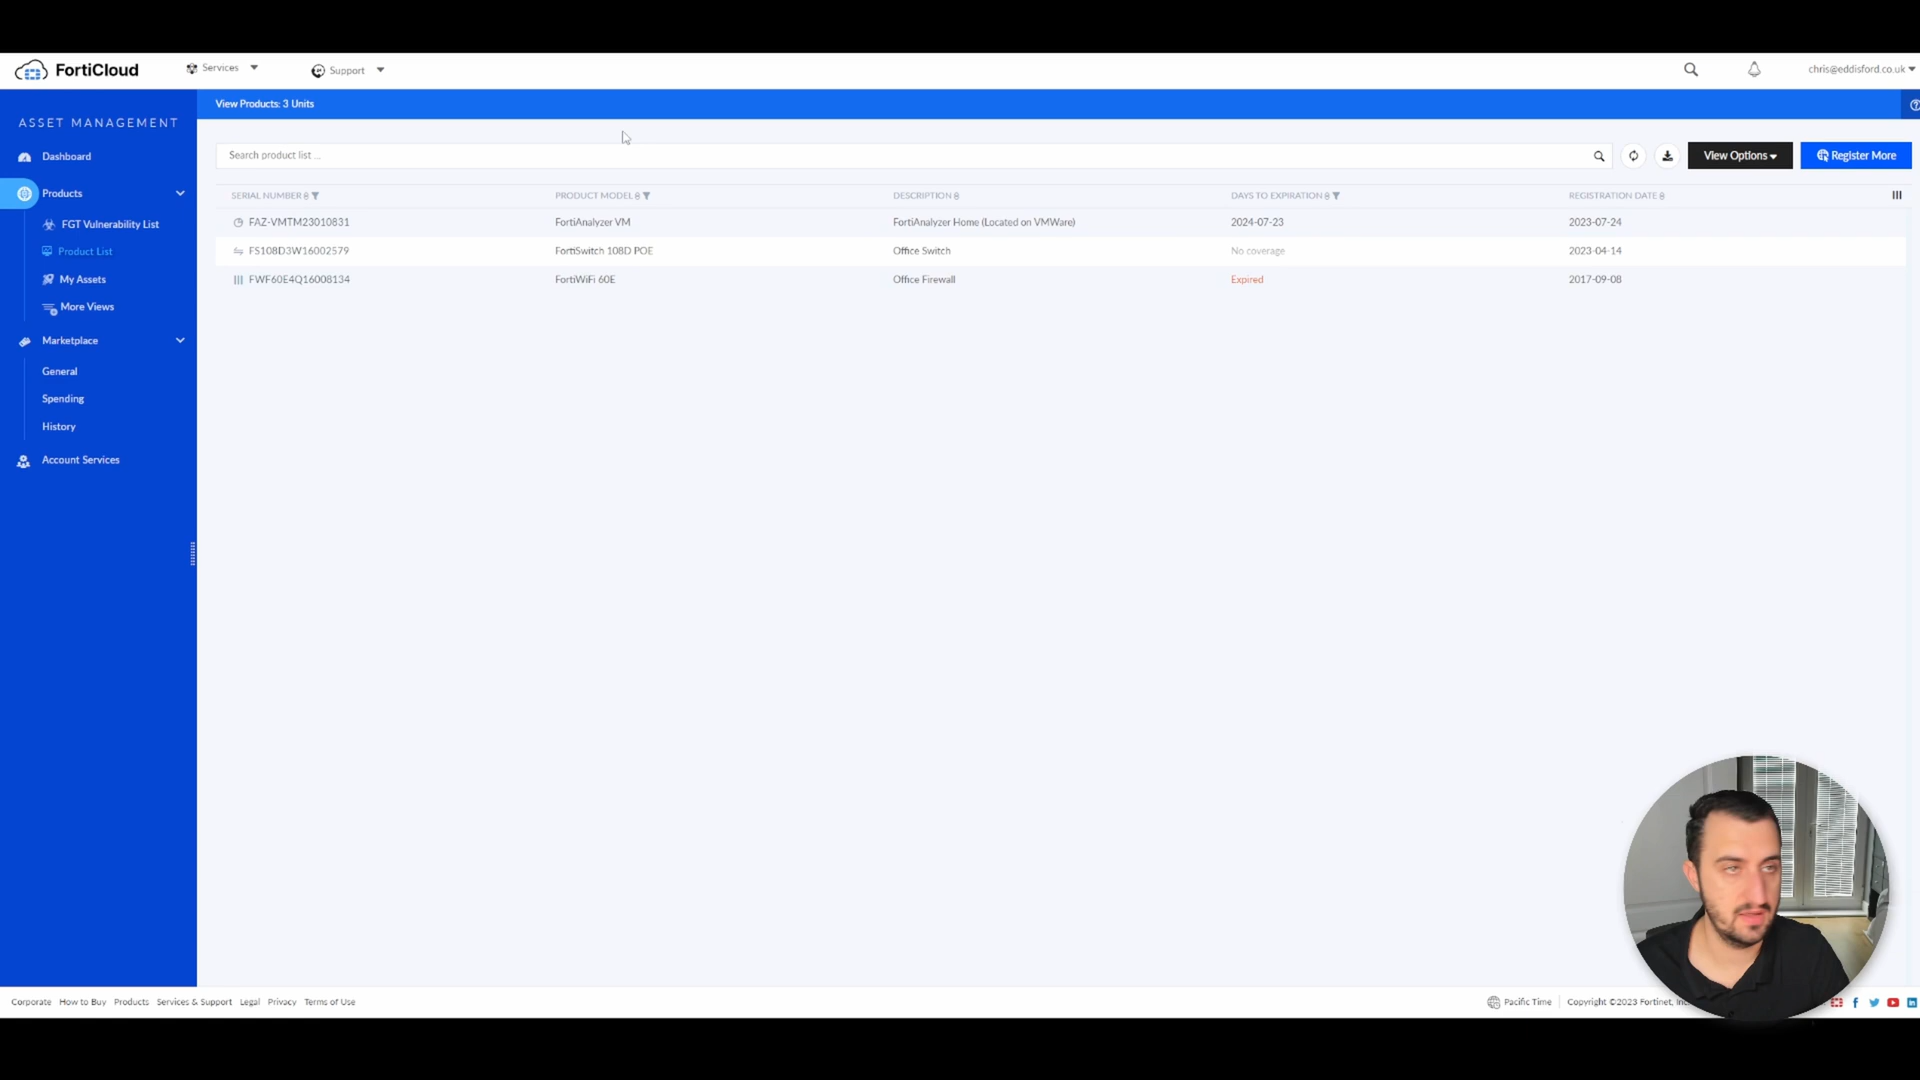 FortiCloud
Services
Support
chris@eddisford.co.uk
ASSET MANAGEMENT
View Products: 3 Units
Dashboard
Search product list ...
View Options
Register More
Products
SERIAL NUMBER PRODUCT MODEL DESCRIPTION DAYS TO EXPIRATION REGISTRATION DATE
FGT Vulnerability List
FAZ-VMTM23010831 FortiAnalyzer VM FortiAnalyzer Home (Located on VMWare) 2024-07-23 2023-07-24
Product List
FS108D3W16002579 FortiSwitch 108D POE Office Switch No coverage 2023-04-14
My Assets
FWF60E4Q16008134 FortiWiFi 60E Office Firewall Expired 2017-09-08
More Views
Marketplace
General
Spending
History
Account Services
Corporate How to Buy Products Services & Support Legal Privacy Terms of Use
Pacific Time Copyright ©2023 Fortinet,